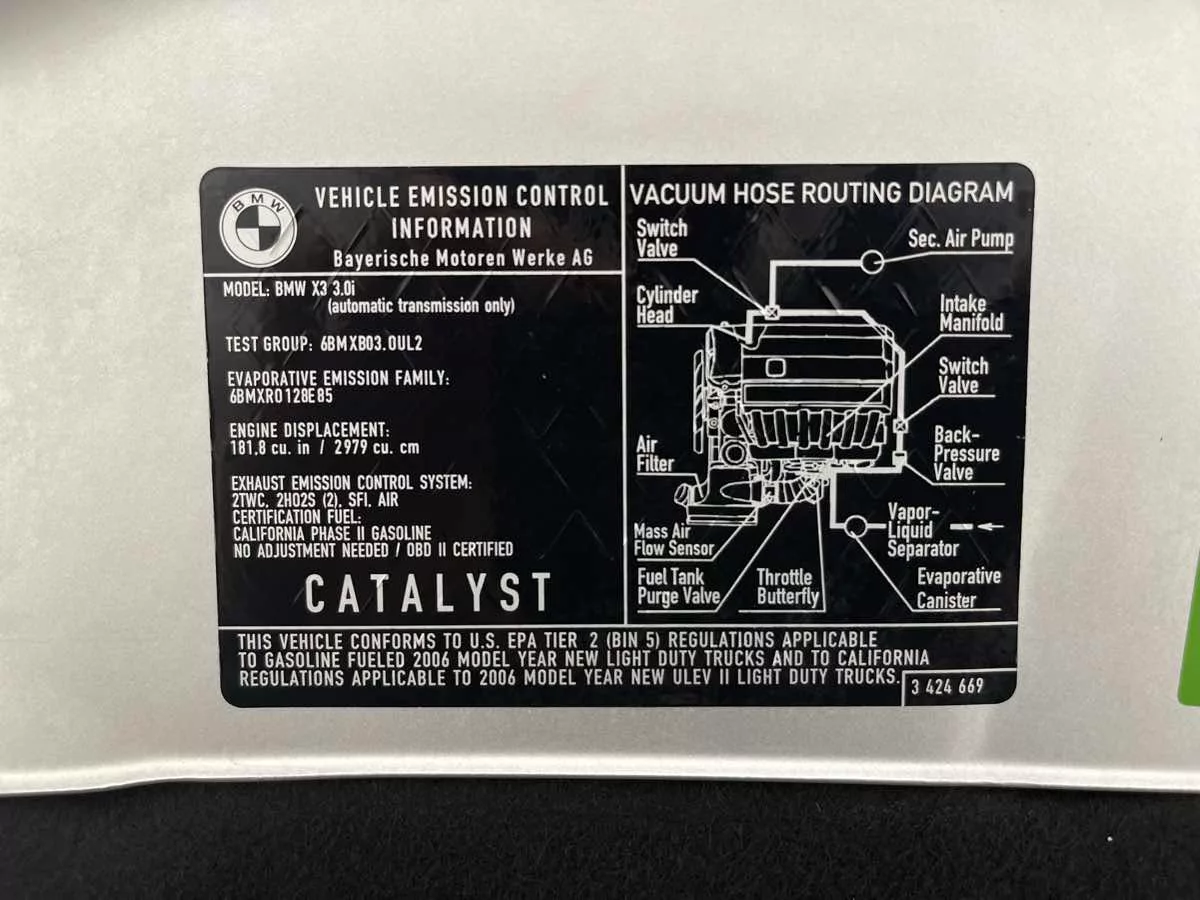 BMW
VEHICLE EMISSION CONTROL
INFORMATION
Bayerische Motoren Werke AG
MODEL: BMW X3 3.0i
(automatic transmission only)
TEST GROUP: 6BMXB03.0UL2
EVAPORATIVE EMISSION FAMILY:
6BMXR0128E85
ENGINE DISPLACEMENT:
181,8 cu. in / 2979 cu. cm
EXHAUST EMISSION CONTROL SYSTEM:
2TWC, 2HO2S (2), SFI, AIR
CERTIFICATION FUEL:
CALIFORNIA PHASE II GASOLINE
NO ADJUSTMENT NEEDED / OBD II CERTIFIED
CATALYST
VACUUM HOSE ROUTING DIAGRAM
Switch
Valve
Sec. Air Pump
Cylinder
Head
Intake
Manifold
Switch
Valve
Air
Filter
Back-
Pressure
Valve
Mass Air
Flow Sensor
Vapor-
Liquid
Separator
Fuel Tank
Purge Valve
Throttle
Butterfly
Evaporative
Canister
THIS VEHICLE CONFORMS TO U.S. EPA TIER 2 (BIN 5) REGULATIONS APPLICABLE
TO GASOLINE FUELED 2006 MODEL YEAR NEW LIGHT DUTY TRUCKS AND TO CALIFORNIA
REGULATIONS APPLICABLE TO 2006 MODEL YEAR NEW ULEV II LIGHT DUTY TRUCKS.
3 424 669